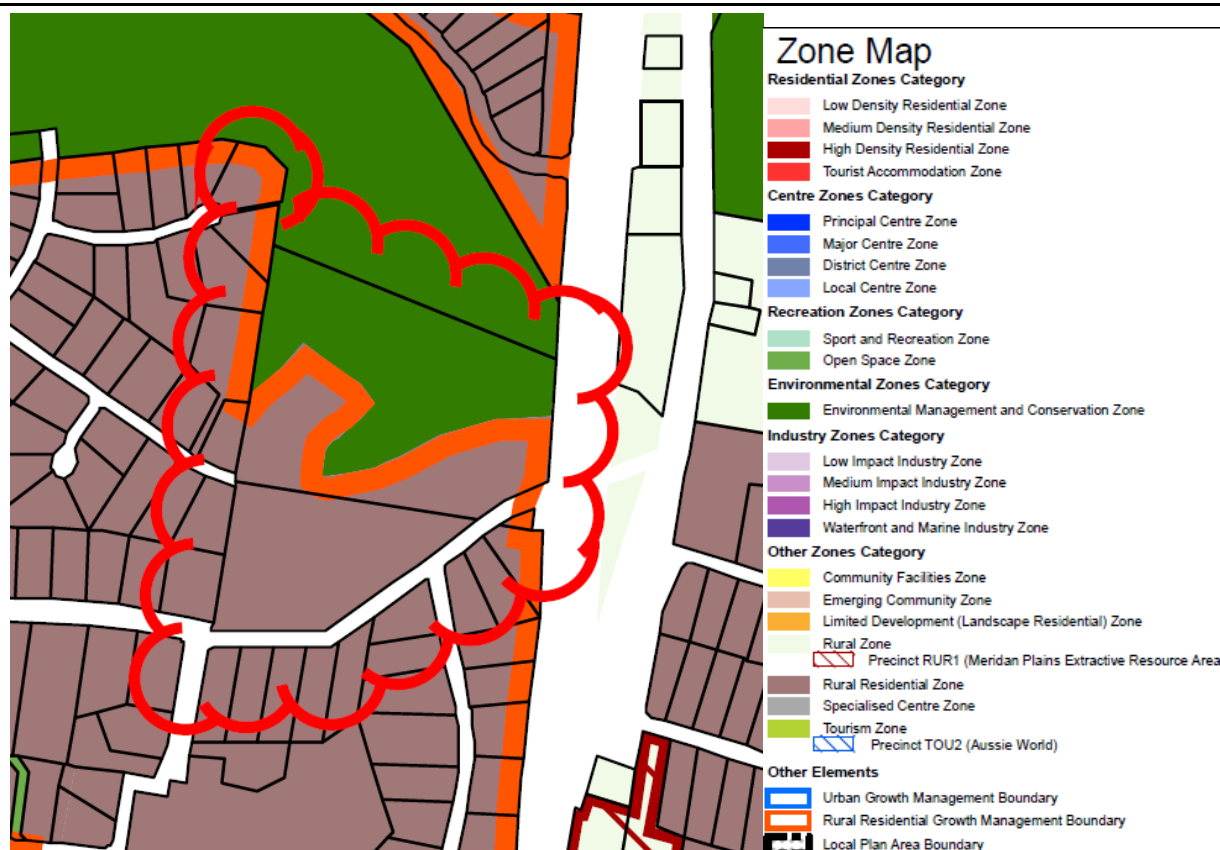 Zone Map
Residential Zones Category
Low Density Residential Zone
Medium Density Residential Zone
High Density Residential Zone
Tourist Accommodation Zone
Centre Zones Category
Principal Centre Zone
Major Centre Zone
District Centre Zone
Local Centre Zone
Recreation Zones Category
Sport and Recreation Zone
Open Space Zone
Environmental Zones Category
Environmental Management and Conservation Zone
Industry Zones Category
Low Impact Industry Zone
Medium Impact Industry Zone
High Impact Industry Zone
Waterfront and Marine Industry Zone
Other Zones Category
Community Facilities Zone
Emerging Community Zone
Limited Development (Landscape Residential) Zone
Rural Zone
Precinct RUR1 (Meridan Plains Extractive Resource Area
Rural Residential Zone
Specialised Centre Zone
Tourism Zone
Precinct TOU2 (Aussie World)
Other Elements
Urban Growth Management Boundary
Rural Residential Growth Management Boundary
Local Plan Area Boundary